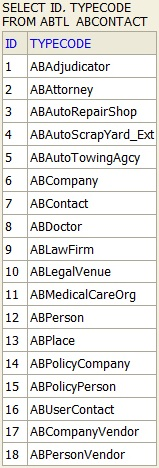 SELECT ID. TYPECODE
FROM ABTL ABCONTACT
ID TYPECODE
1 ABAdjudicator
2 ABAttorney
3 ABAutoRepairShop
4 ABAutoScrapYard_Ext
5 ABAutoTowingAgcy
6 ABCompany
7 ABContact
8 ABDoctor
9 ABLawFirm
10 ABLegalVenue
11 ABMedicalCareOrg
12 ABPerson
13 ABPlace
14 ABPolicyCompany
15 ABPolicyPerson
16 ABUserContact
17 ABCompanyVendor
18 ABPersonVendor